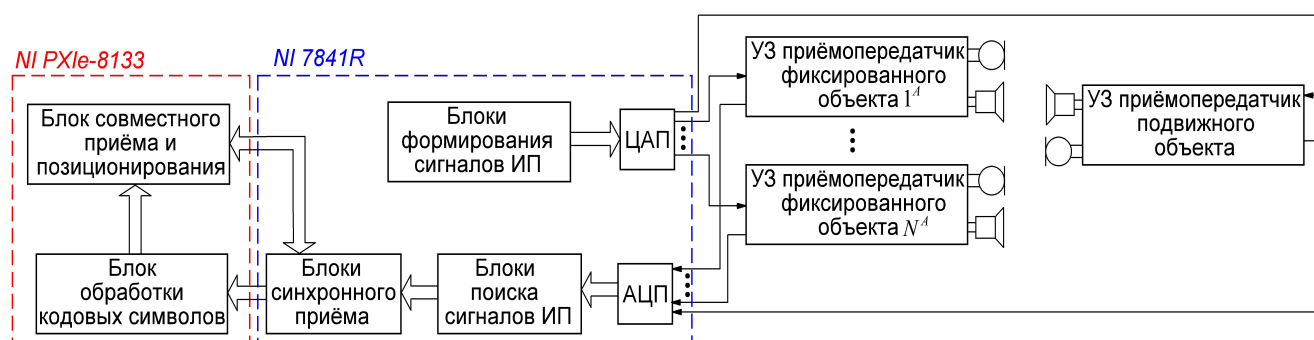 NI PXIe-8133
NI 7841R
Блок совместного
приёма и
позиционирования
Блоки
формирования
сигналов ИП
ЦАП
УЗ приёмопередатчик
фиксированного
объекта 1^A
УЗ приёмопередатчик
подвижного
объекта
УЗ приёмопередатчик
фиксированного
объекта N^A
Блок
обработки
кодовых символов
Блоки
синхронного
приёма
Блоки
поиска
сигналов ИП
АЦП